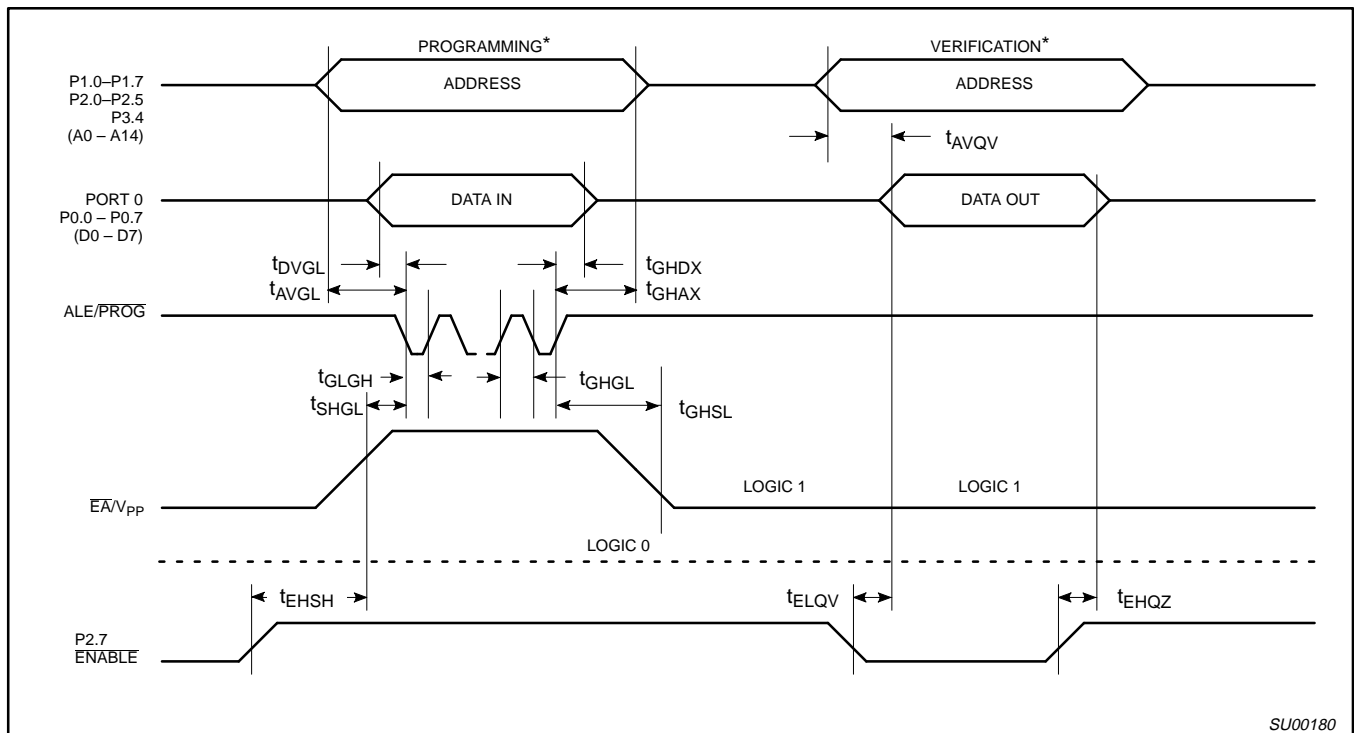 PROGRAMMING*
VERIFICATION*
P1.0–P1.7
P2.0–P2.5
P3.4
(A0 – A14)
ADDRESS
ADDRESS
tAVQV
PORT 0
P0.0 – P0.7
(D0 – D7)
DATA IN
DATA OUT
tDVGL
tGHDX
tAVGL
tGHAX
ALE/PROG
tGLGH
tGHGL
tSHGL
tGHSL
EA/VPP
LOGIC 1
LOGIC 1
LOGIC 0
tEHSH
tELQV
tEHQZ
P2.7
ENABLE
SU00180